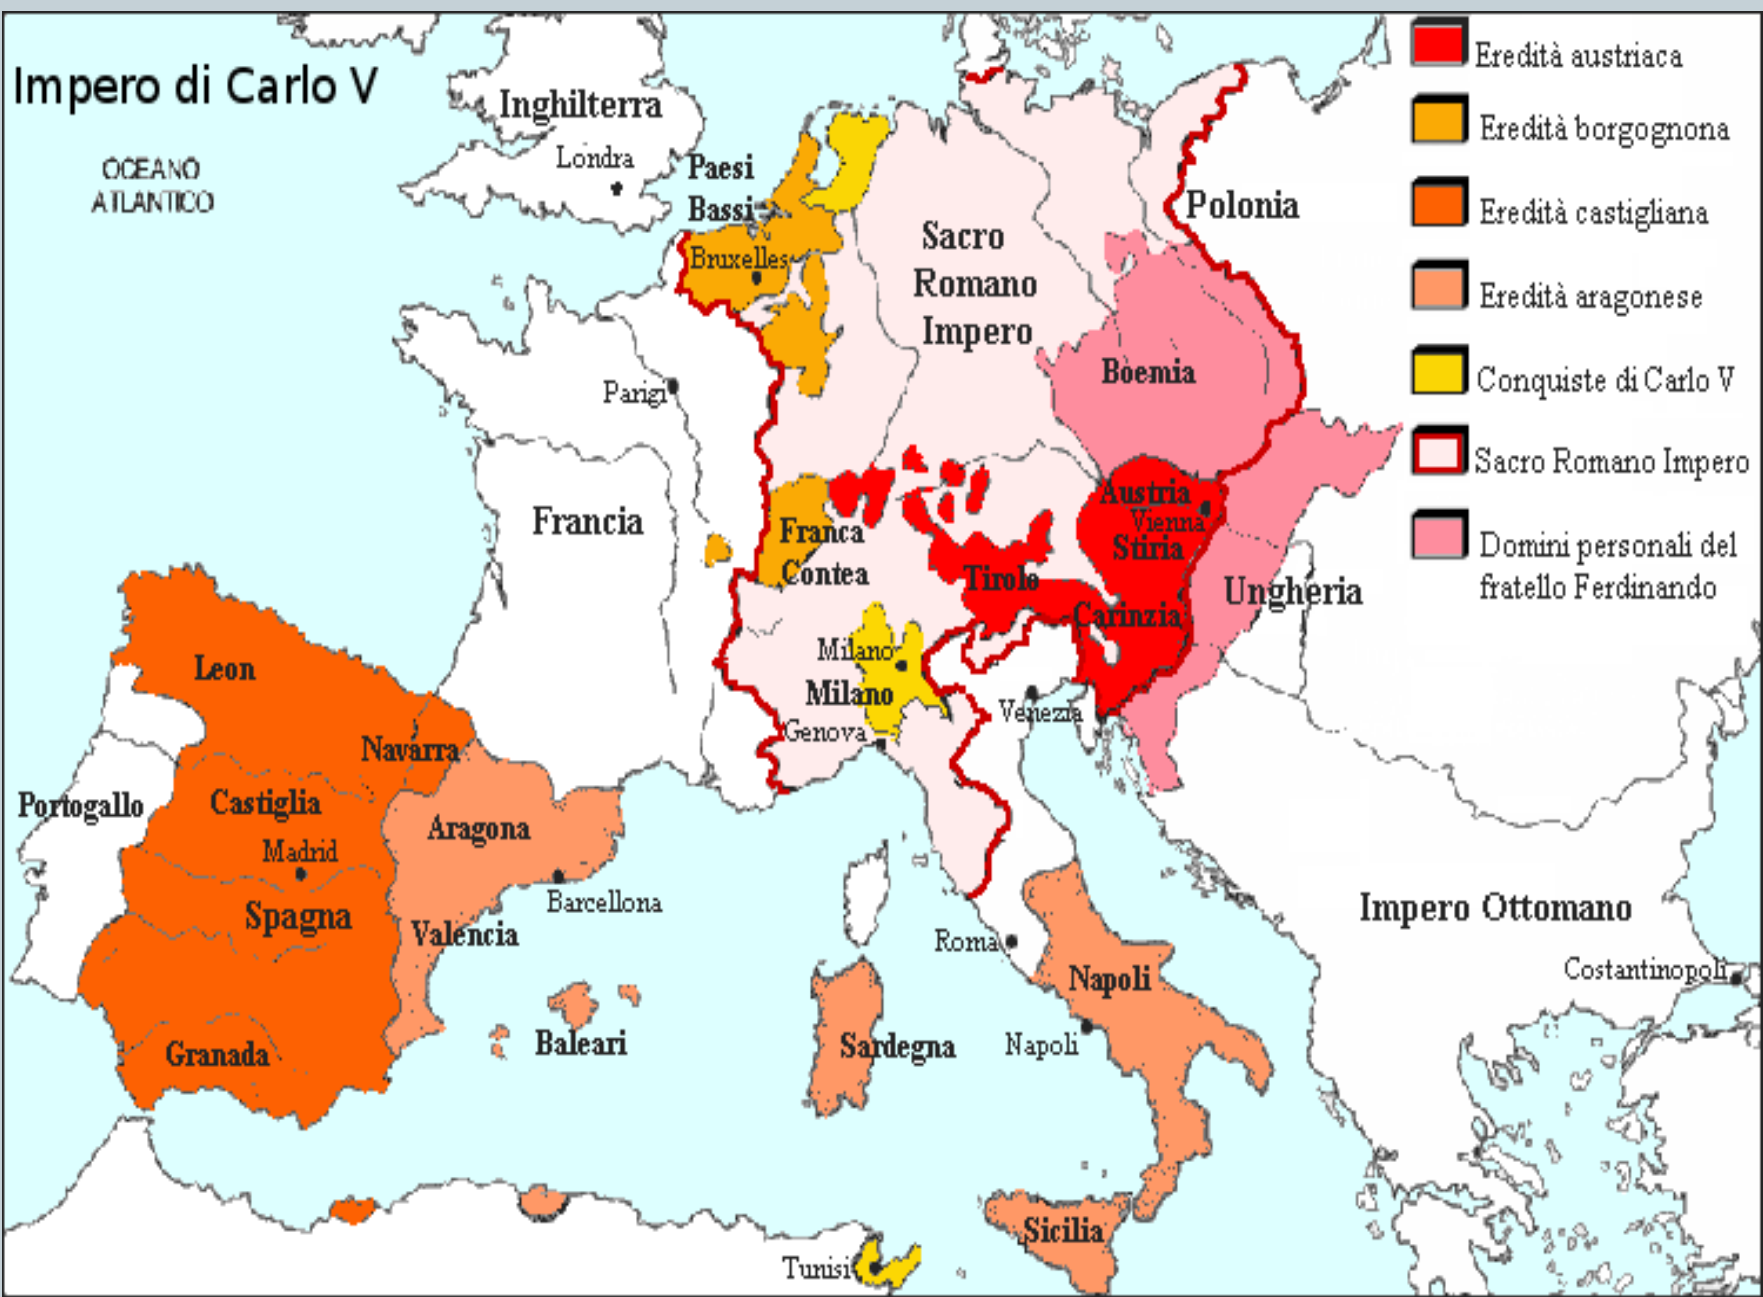 Impero di Carlo V
OCEANO
ATLANTICO
Inghilterra
Londra
Paesi
Bassi
Bruxelles
Sacro
Romano
Impero
Polonia
Boemia
Parigi
Francia
Franca
Contea
Austria
Vienna
Stiria
Tirolo
Carinzia
Ungheria
Milano
Milano
Genova
Venezia
Leon
Navarra
Portogallo
Castiglia
Madrid
Spagna
Aragona
Barcellona
Valencia
Granada
Baleari
Sardegna
Roma
Napoli
Napoli
Sicilia
Tunisi
Impero Ottomano
Costantinopoli
Eredità austriaca
Eredità borgognona
Eredità castigliana
Eredità aragonese
Conquiste di Carlo V
Sacro Romano Impero
Domini personali del
fratello Ferdinando